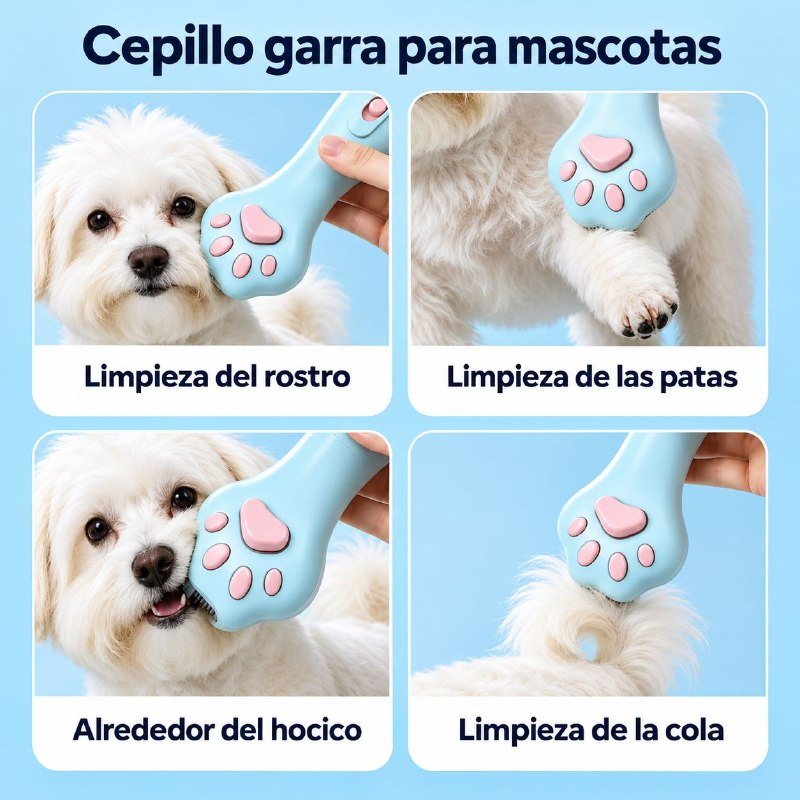 Cepillo garra para mascotas
Limpieza del rostro
Limpieza de las patas
Alrededor del hocico
Limpieza de la cola